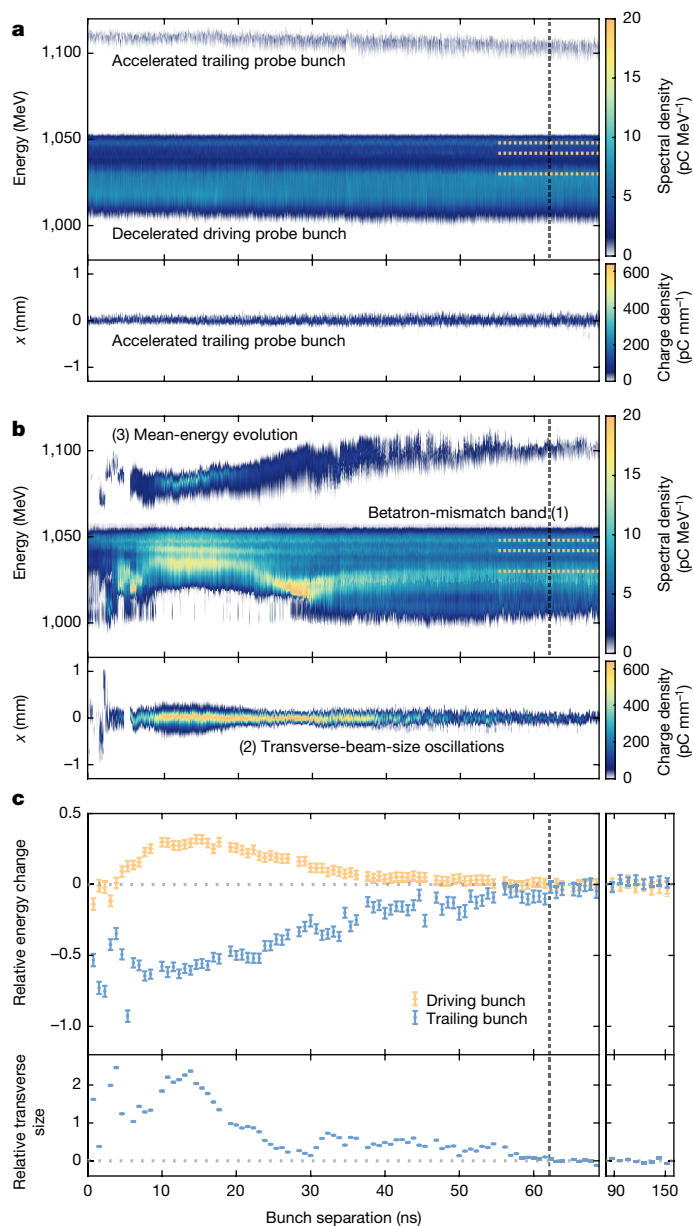 a
1,100
1,050
1,000
Energy (MeV)
Accelerated trailing probe bunch
Decelerated driving probe bunch
20
15
10
5
0
Spectral density
(pC MeV⁻¹)
1
0
−1
x (mm)
Accelerated trailing probe bunch
600
400
200
0
Charge density
(pC mm⁻¹)
b
(3) Mean-energy evolution
1,100
1,050
1,000
Energy (MeV)
Betatron-mismatch band (1)
20
15
10
5
0
Spectral density
(pC MeV⁻¹)
1
0
−1
x (mm)
(2) Transverse-beam-size oscillations
600
400
200
0
Charge density
(pC mm⁻¹)
c
0.5
0
−0.5
−1.0
Relative energy change
Driving bunch
Trailing bunch
2
1
0
Relative transverse
size
0 10 20 30 40 50 60 90 150
Bunch separation (ns)